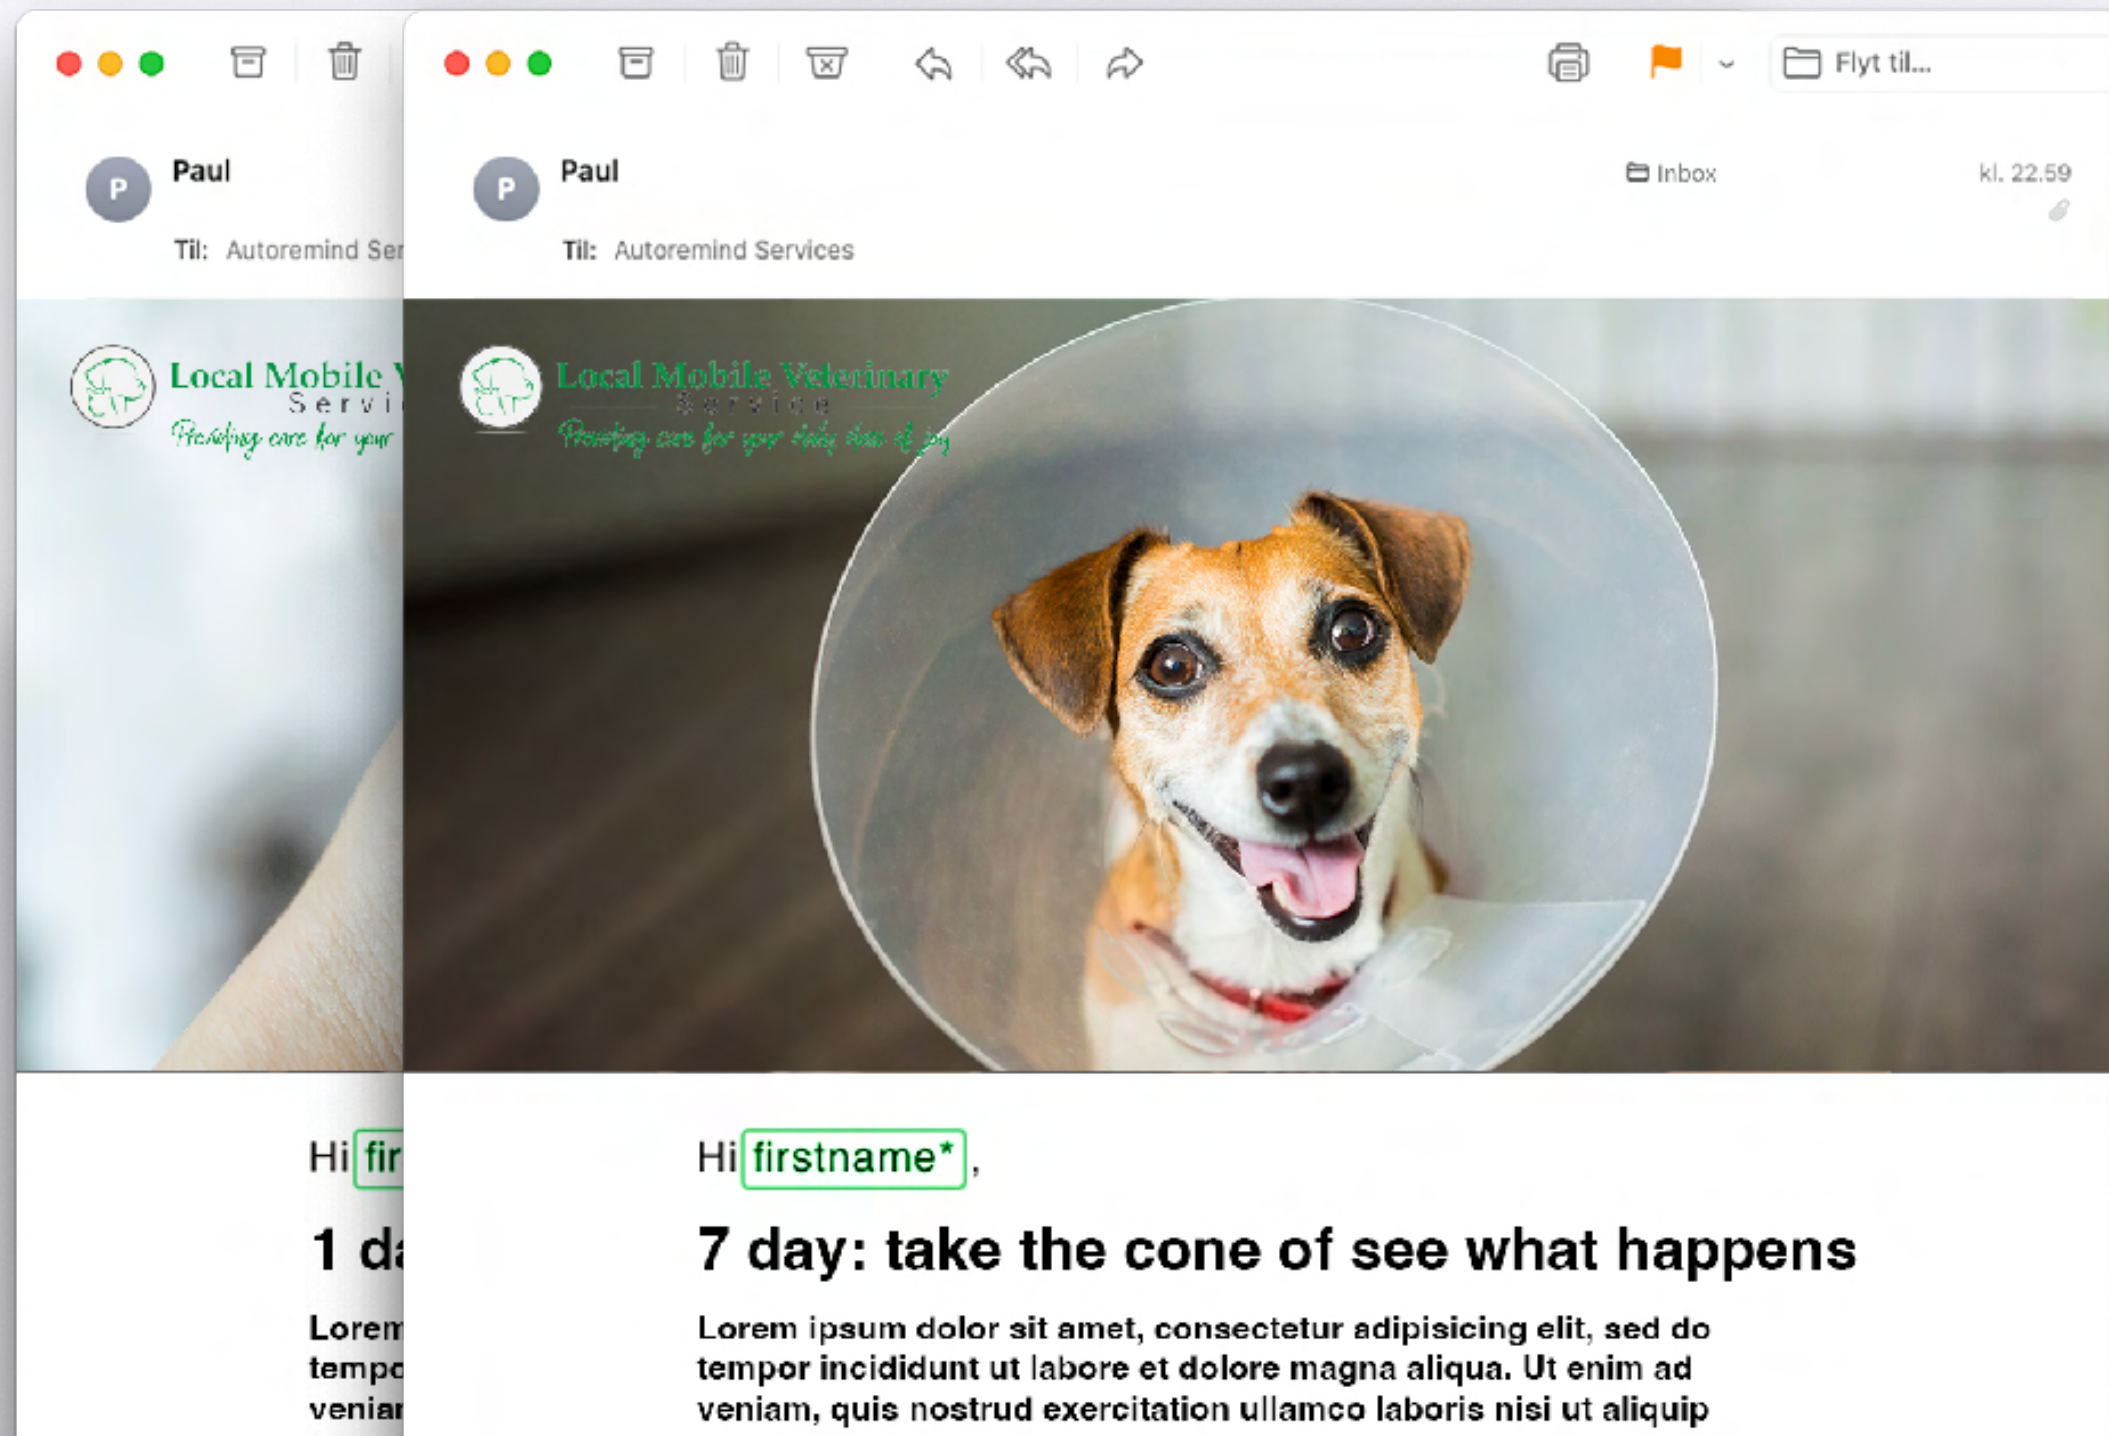 P
Paul
Til: Autoremind Ser
Local Mobile V
Servi
Providing care for your
Hi fir
1 da
Lorem
tempo
veniam
Flyt til...
P
Paul
Inbox
kl. 22.59
Til: Autoremind Services
Local Mobile Veterinary
Service
Providing care for your daily dose of joy
Hi firstname* ,
7 day: take the cone of see what happens
Lorem ipsum dolor sit amet, consectetur adipisicing elit, sed do
tempor incididunt ut labore et dolore magna aliqua. Ut enim ad
veniam, quis nostrud exercitation ullamco laboris nisi ut aliquip